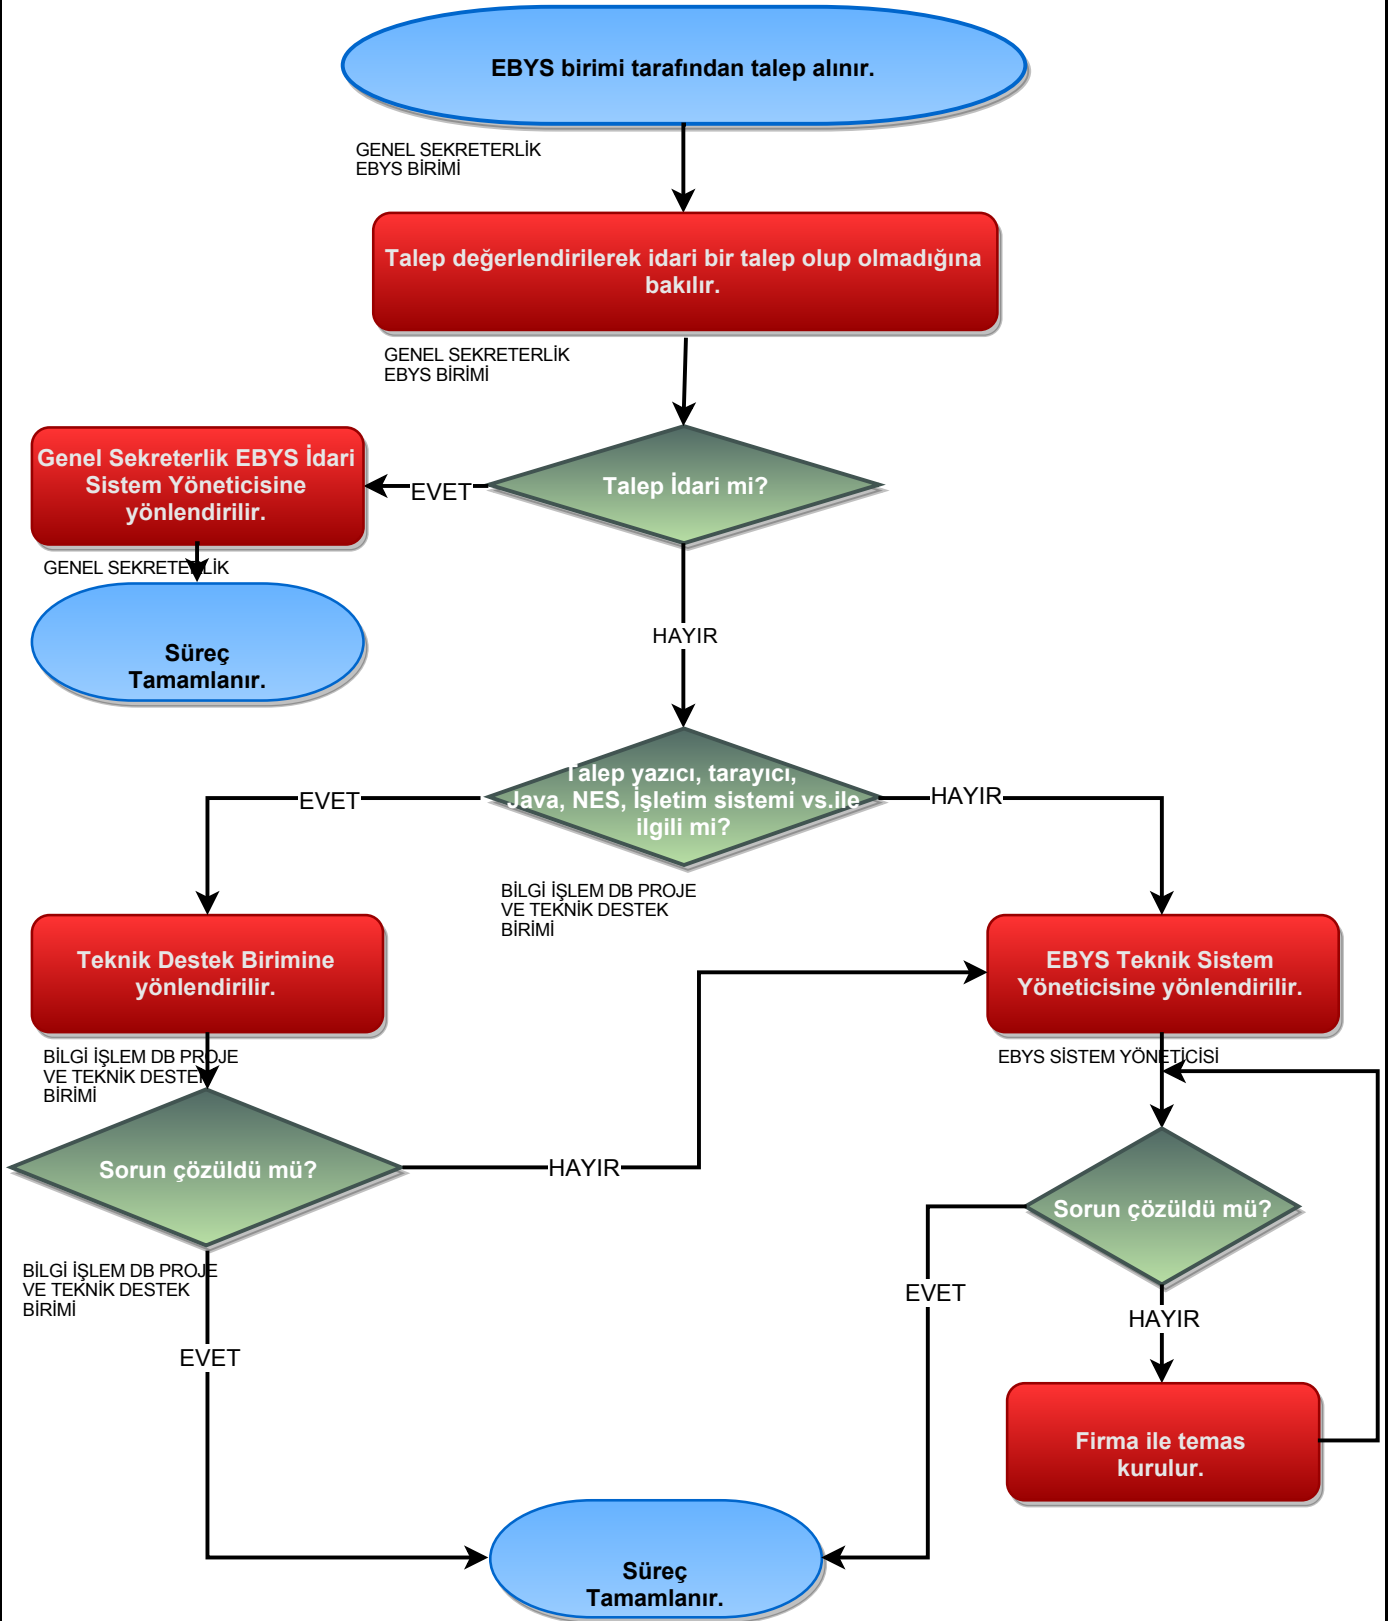 EBYS birimi tarafından talep alınır.
GENEL SEKRETERLİK
EBYS BİRİMİ
Talep değerlendirilerek idari bir talep olup olmadığına
bakılır.
GENEL SEKRETERLİK
EBYS BİRİMİ
Talep İdari mi?
EVET
Genel Sekreterlik EBYS İdari
Sistem Yöneticisine
yönlendirilir.
GENEL SEKRETERLİK
Süreç
Tamamlanır.
HAYIR
Talep yazıcı, tarayıcı,
Java, NES, İşletim sistemi vs.ile
ilgili mi?
EVET
HAYIR
BİLGİ İŞLEM DB PROJE
VE TEKNİK DESTEK
BİRİMİ
Teknik Destek Birimine
yönlendirilir.
EBYS Teknik Sistem
Yöneticisine yönlendirilir.
BİLGİ İŞLEM DB PROJE
VE TEKNİK DESTEK
BİRİMİ
EBYS SİSTEM YÖNETİCİSİ
Sorun çözüldü mü?
HAYIR
Sorun çözüldü mü?
BİLGİ İŞLEM DB PROJE
VE TEKNİK DESTEK
BİRİMİ
EVET
EVET
HAYIR
Firma ile temas
kurulur.
Süreç
Tamamlanır.